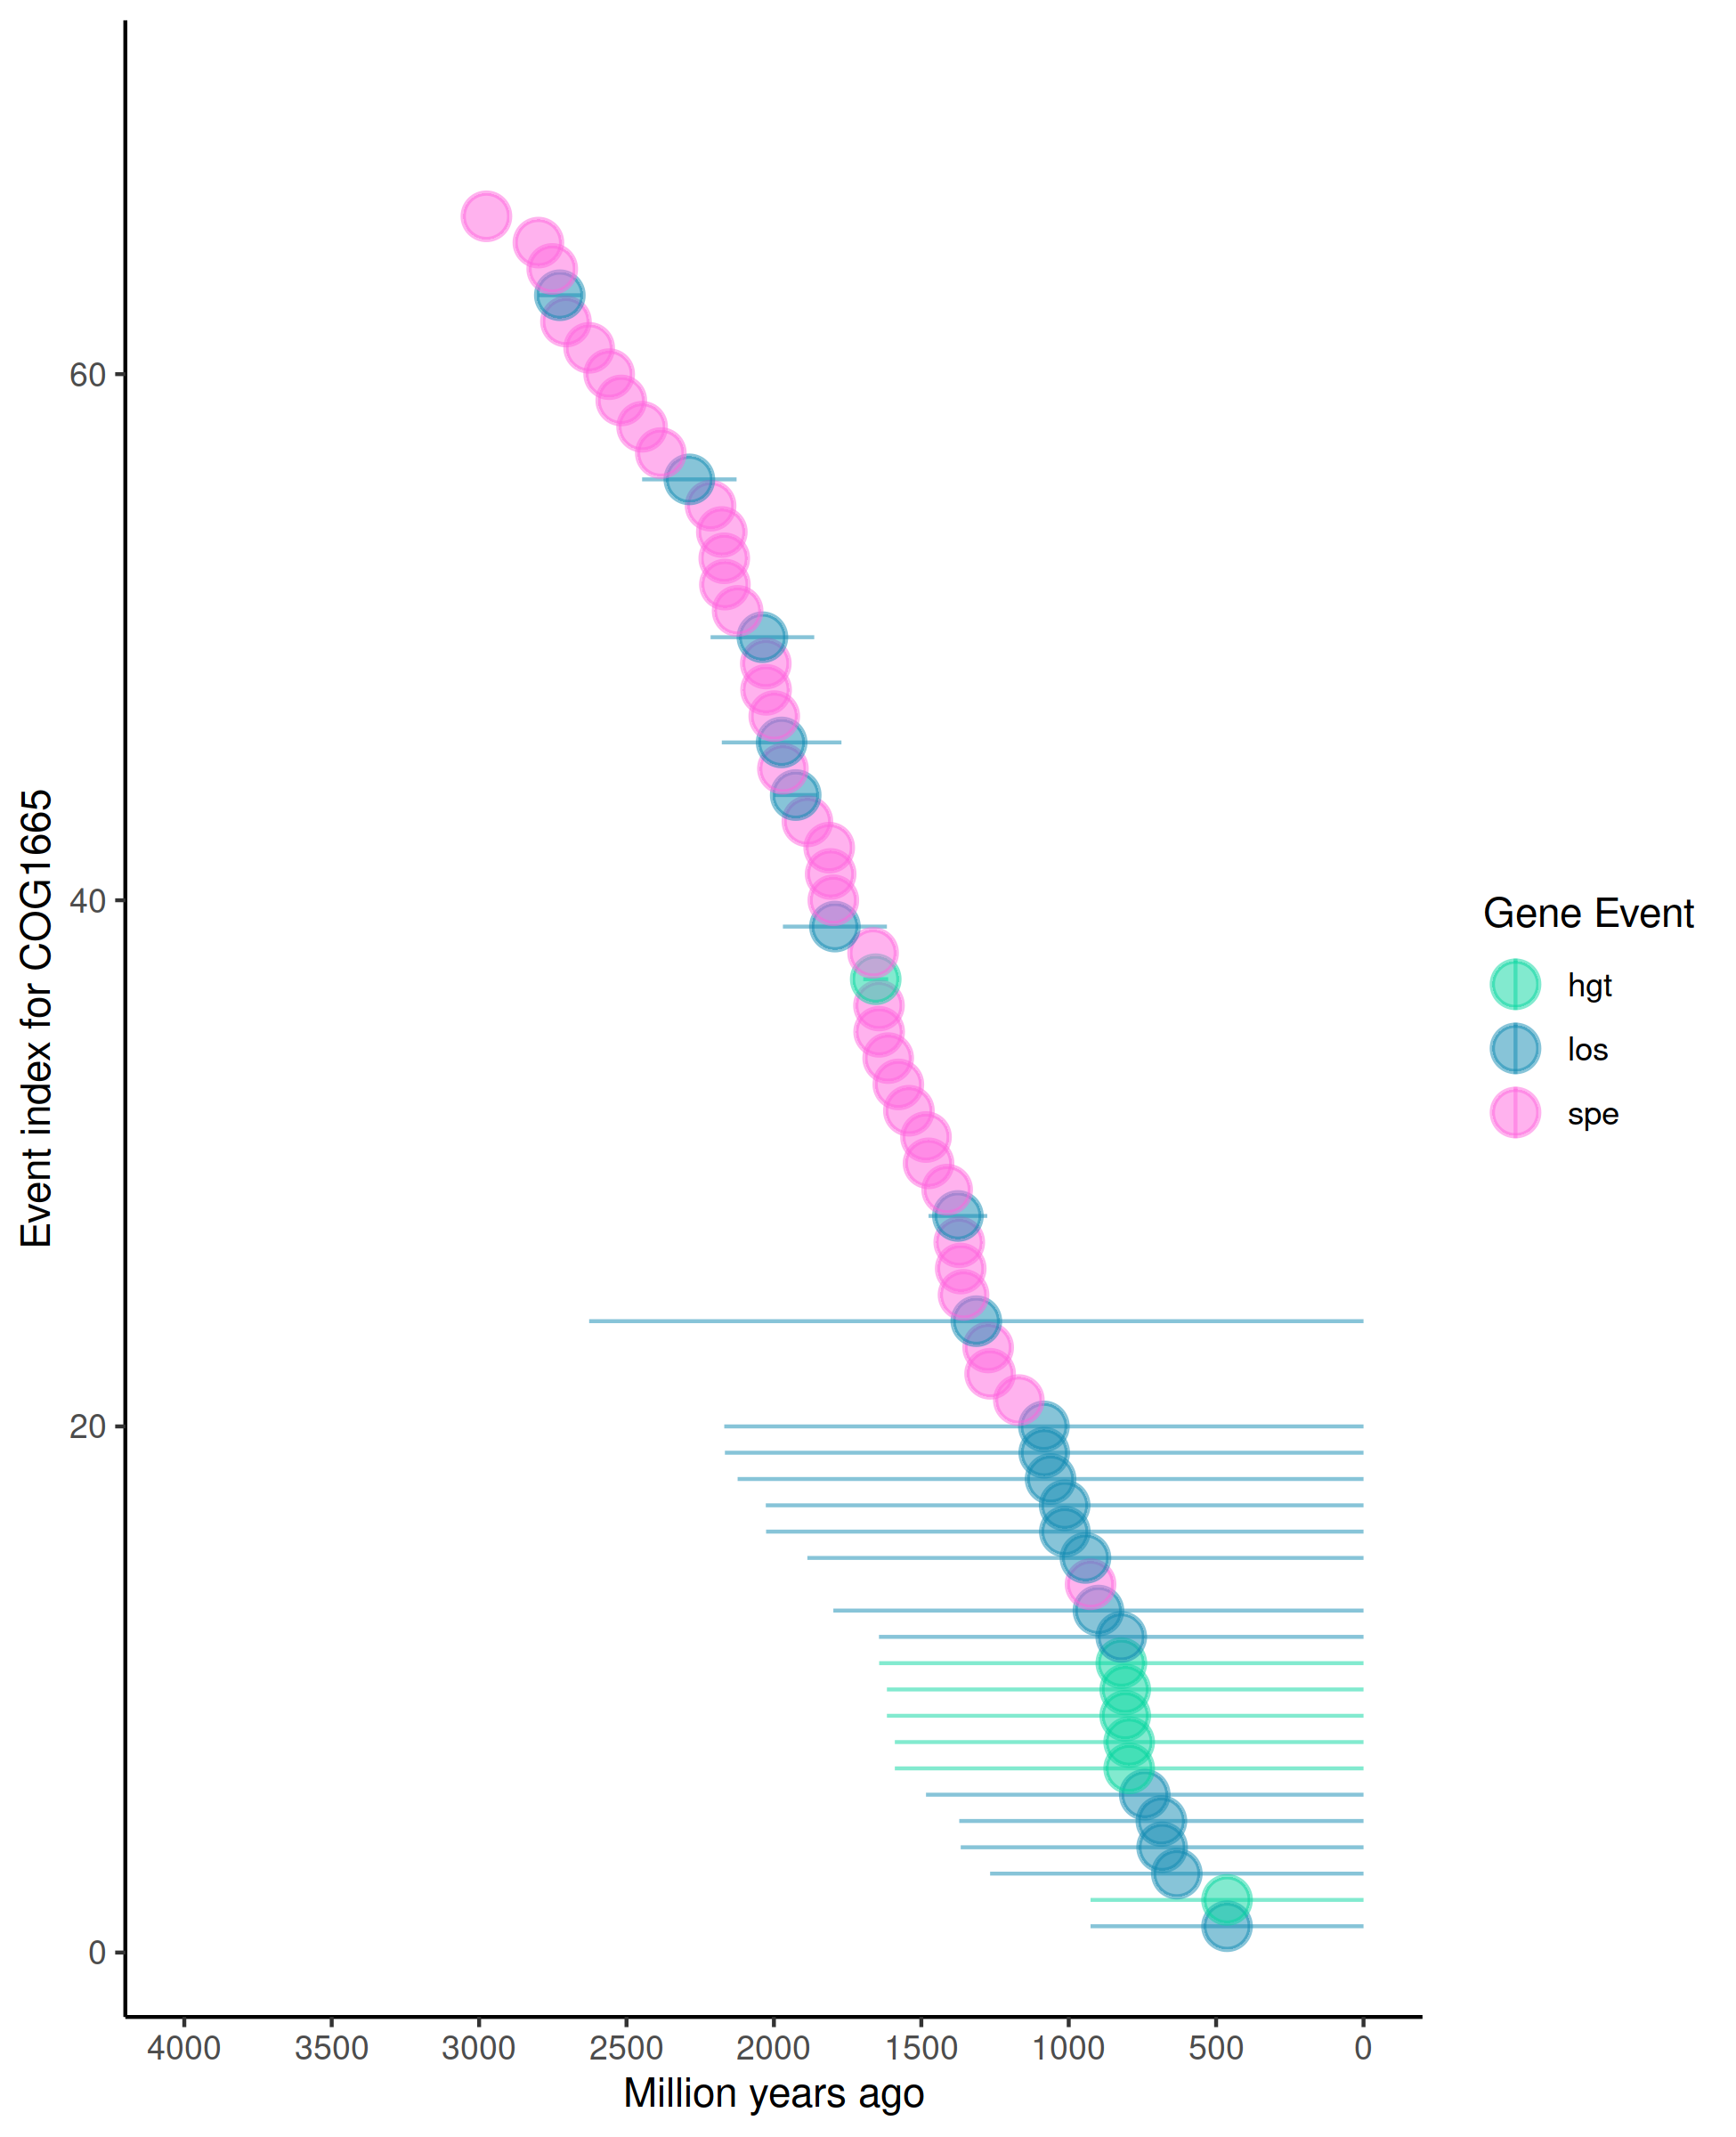 Event index for COG1665
60
40
20
0
4000 3500 3000 2500 2000 1500 1000 500 0
Million years ago
Gene Event
hgt
los
spe